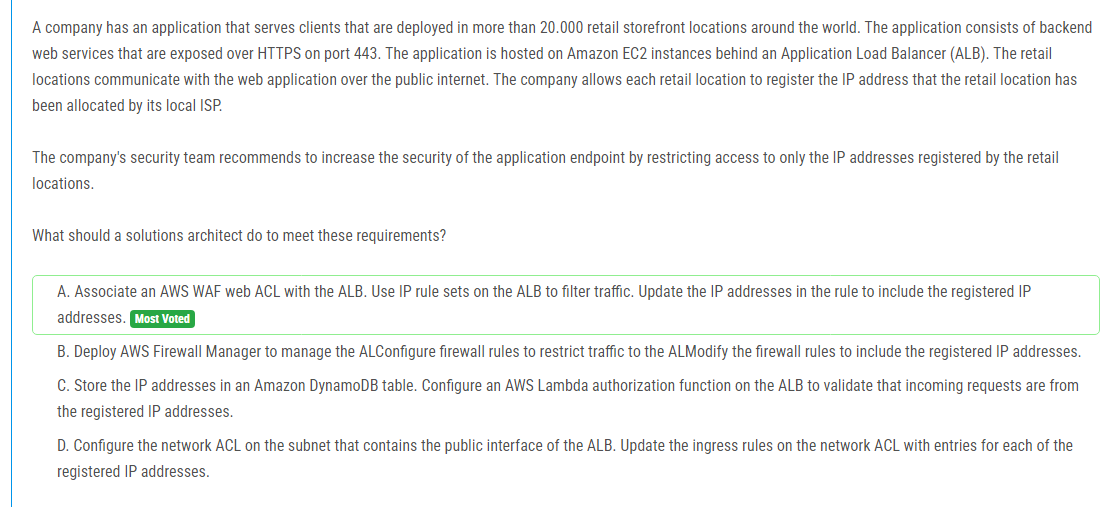 A company has an application that serves clients that are deployed in more than 20.000 retail storefront locations around the world. The application consists of backend
web services that are exposed over HTTPS on port 443. The application is hosted on Amazon EC2 instances behind an Application Load Balancer (ALB). The retail
locations communicate with the web application over the public internet. The company allows each retail location to register the IP address that the retail location has
been allocated by its local ISP.
The company's security team recommends to increase the security of the application endpoint by restricting access to only the IP addresses registered by the retail
locations.
What should a solutions architect do to meet these requirements?
A. Associate an AWS WAF web ACL with the ALB. Use IP rule sets on the ALB to filter traffic. Update the IP addresses in the rule to include the registered IP
addresses. Most Voted
B. Deploy AWS Firewall Manager to manage the ALConfigure firewall rules to restrict traffic to the ALModify the firewall rules to include the registered IP addresses.
C. Store the IP addresses in an Amazon DynamoDB table. Configure an AWS Lambda authorization function on the ALB to validate that incoming requests are from
the registered IP addresses.
D. Configure the network ACL on the subnet that contains the public interface of the ALB. Update the ingress rules on the network ACL with entries for each of the
registered IP addresses.